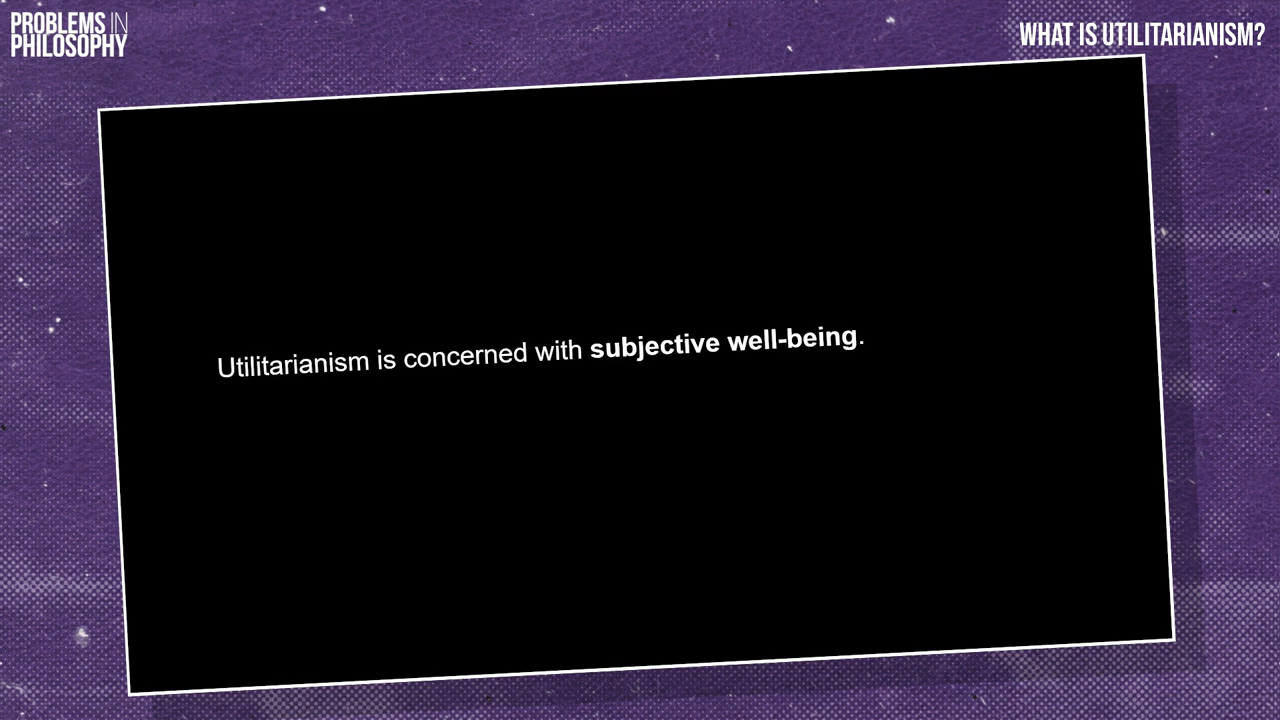 PROBLEMS IN
PHILOSOPHY
WHAT IS UTILITARIANISM?
Utilitarianism is concerned with subjective well-being.